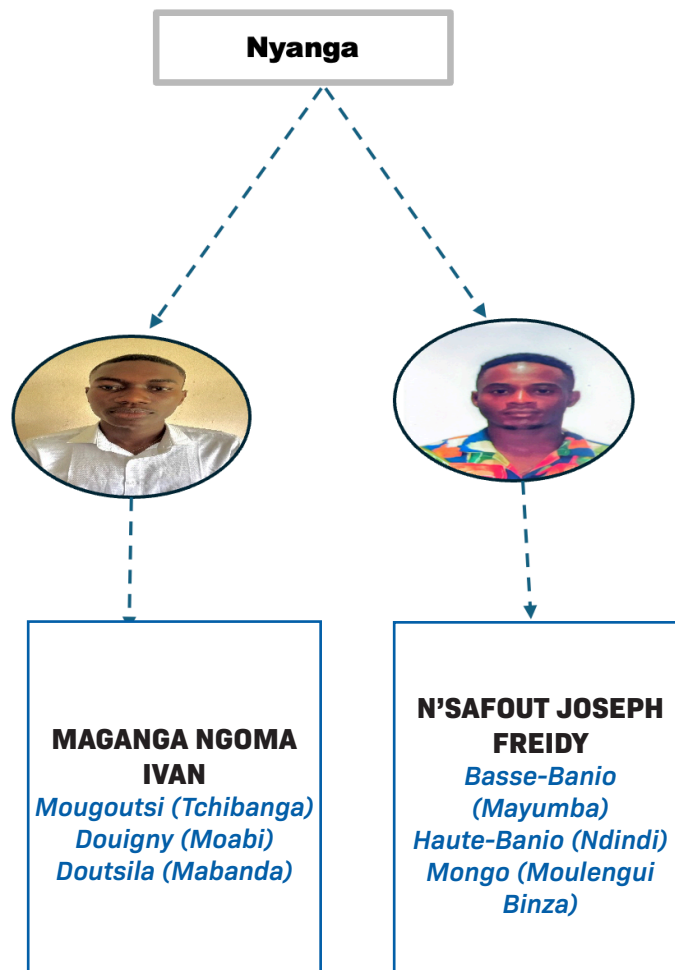 Nyanga
MAGANGA NGOMA
IVAN
Mougoutsi (Tchibanga)
Douigny (Moabi)
Doutsila (Mabanda)
N’SAFOUT JOSEPH
FREIDY
Basse-Banio
(Mayumba)
Haute-Banio (Ndindi)
Mongo (Moulengui
Binza)